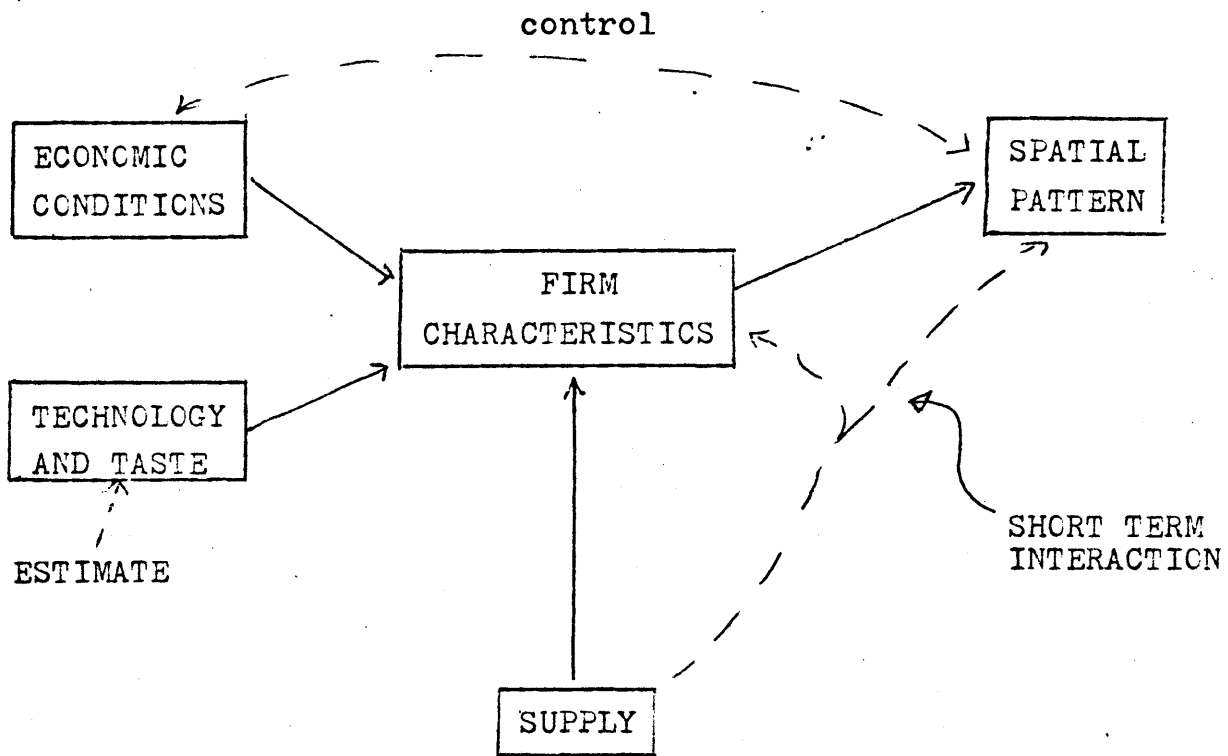 control
ECONOMIC
CONDITIONS
SPATIAL
PATTERN
FIRM
CHARACTERISTICS
TECHNOLOGY
AND TASTE
ESTIMATE
SHORT TERM
INTERACTION
SUPPLY